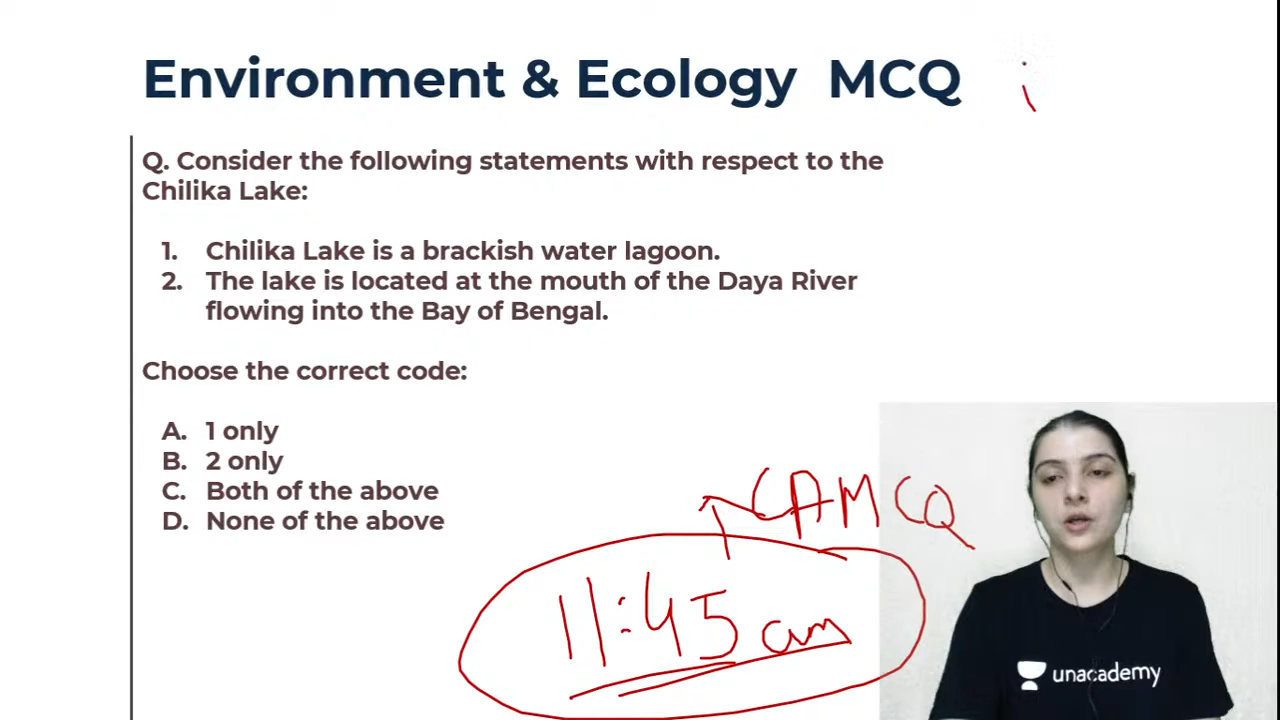 Environment & Ecology MCQ
Q. Consider the following statements with respect to the
Chilika Lake:
1. Chilika Lake is a brackish water lagoon.
2. The lake is located at the mouth of the Daya River
flowing into the Bay of Bengal.
Choose the correct code:
A. 1 only
B. 2 only
C. Both of the above
D. None of the above
CAMCQ
11:45 am
unacademy